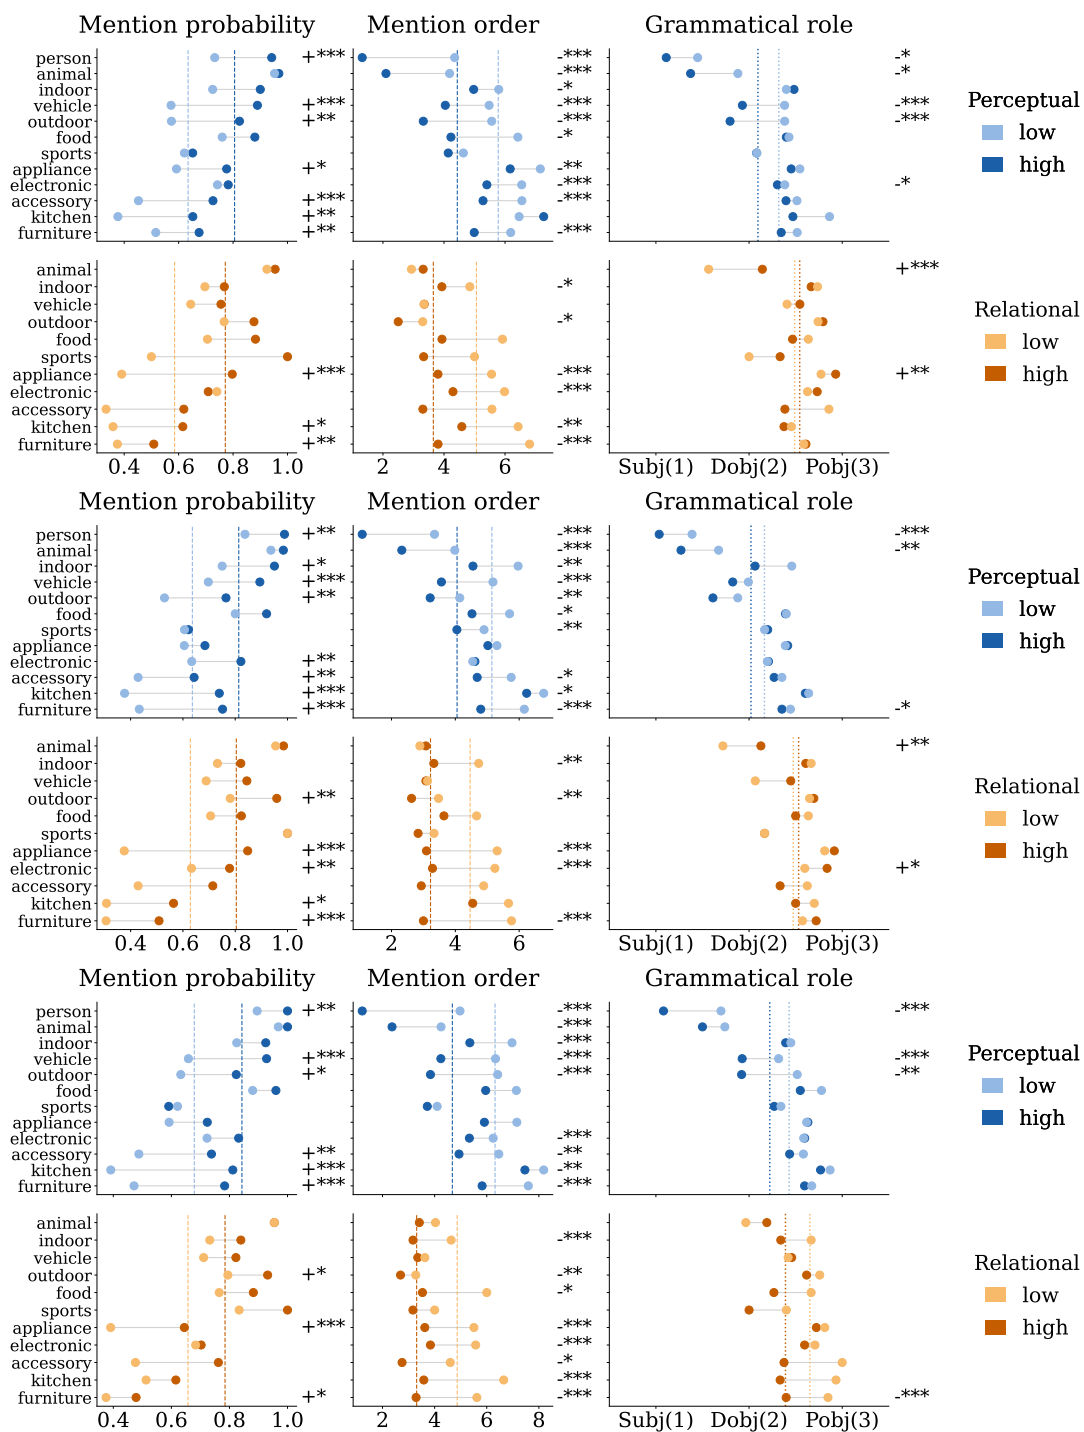 Mention probability Mention order Grammatical role
person +*** -*** -*
animal -*** -*
indoor -*
vehicle +*** -*** -***
outdoor +** -*** -***
food -*
sports
appliance +* -**
electronic -*** -*
accessory +*** -***
kitchen +**
furniture +** -***
Perceptual
low
high
animal +***
indoor -*
vehicle
outdoor -*
food
sports
appliance +*** -*** +**
electronic -***
accessory
kitchen +* -**
furniture +** -***
Relational
low
high
0.4 0.6 0.8 1.0 2 4 6 Subj(1) Dobj(2) Pobj(3)
Mention probability Mention order Grammatical role
person +** -*** -***
animal -*** -**
indoor +* -**
vehicle +*** -***
outdoor +** -**
food -*
sports -**
appliance
electronic +**
accessory +** -*
kitchen +*** -*
furniture +*** -*** -*
Perceptual
low
high
animal +**
indoor -**
vehicle
outdoor +** -**
food
sports
appliance +*** -***
electronic +** -*** +*
accessory
kitchen +*
furniture +*** -***
Relational
low
high
0.4 0.6 0.8 1.0 2 4 6 Subj(1) Dobj(2) Pobj(3)
Mention probability Mention order Grammatical role
person +** -*** -***
animal -***
indoor -***
vehicle +*** -*** -***
outdoor +* -*** -**
food
sports
appliance
electronic -***
accessory +** -**
kitchen +*** -**
furniture +*** -***
Perceptual
low
high
animal
indoor -***
vehicle
outdoor +* -**
food -*
sports
appliance +*** -***
electronic -***
accessory -*
kitchen -***
furniture +* -*** -***
Relational
low
high
0.4 0.6 0.8 1.0 2 4 6 8 Subj(1) Dobj(2) Pobj(3)